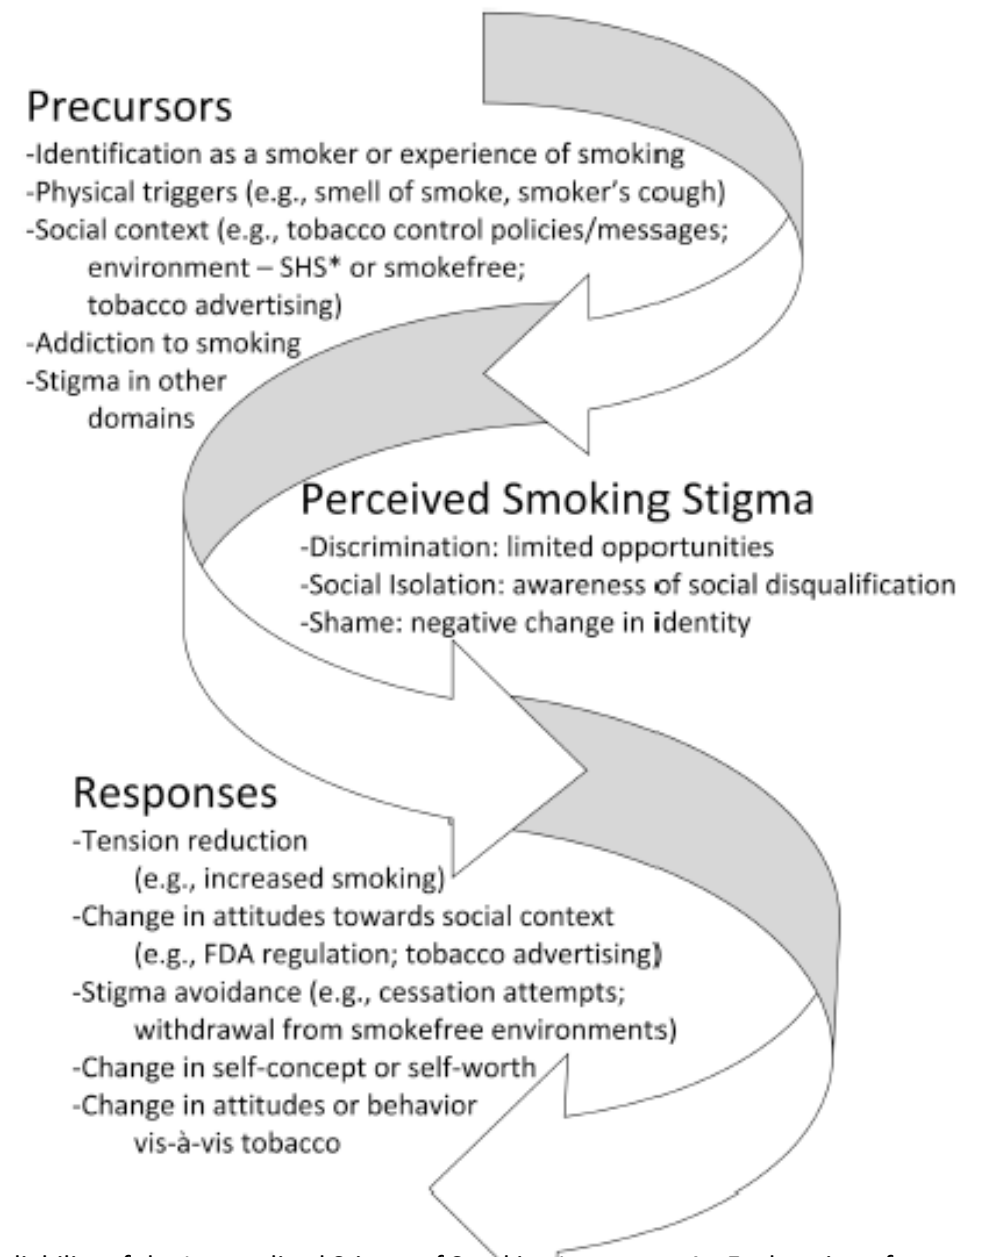 Precursors
-Identification as a smoker or experience of smoking
-Physical triggers (e.g., smell of smoke, smoker's cough)
-Social context (e.g., tobacco control policies/messages;
environment – SHS* or smokefree;
tobacco advertising)
-Addiction to smoking
-Stigma in other
domains
Perceived Smoking Stigma
-Discrimination: limited opportunities
-Social Isolation: awareness of social disqualification
-Shame: negative change in identity
Responses
-Tension reduction
(e.g., increased smoking)
-Change in attitudes towards social context
(e.g., FDA regulation; tobacco advertising)
-Stigma avoidance (e.g., cessation attempts;
withdrawal from smokefree environments)
-Change in self-concept or self-worth
-Change in attitudes or behavior
vis-à-vis tobacco